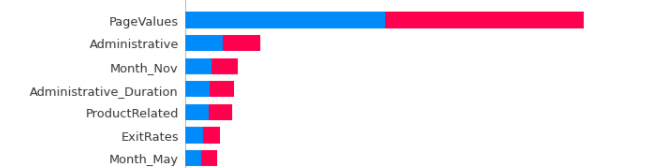 PageValues
Administrative
Month_Nov
Administrative_Duration
ProductRelated
ExitRates
Month_May